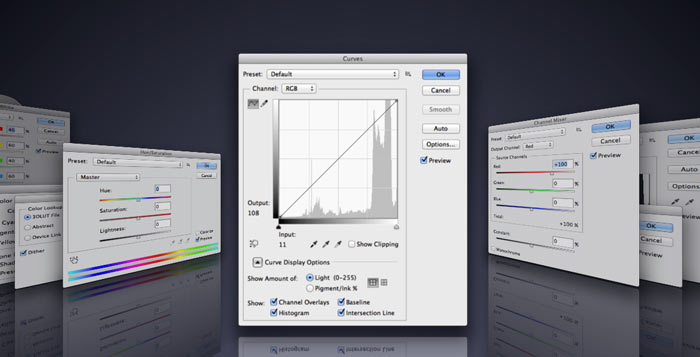 Curves
Preset: Default
OK
Cancel
Smooth
Auto
Options...
Preview
Channel: RGB
Output:
108
Input:
11
Show Clipping
Curve Display Options
Show Amount of: Light (0-255)
Pigment/Ink %
Show: Channel Overlays Baseline
Histogram Intersection Line
Hue/Saturation
Preset: Default
OK
Cancel
Master
Hue: 0
Saturation: 0
Lightness: 0
Colorize
Preview
OK
Cancel
Preview
Color Lookup
3DLUT File
Abstract
Device Link
Dither
Channel Mixer
Preset: Default
OK
Cancel
Preview
Output Channel: Red
Source Channels
Red: +100 %
Green: 0 %
Blue: 0 %
Total: +100 %
Constant: 0 %
Monochrome
OK
Cancel
Auto
Options
Preview
OK
Cancel